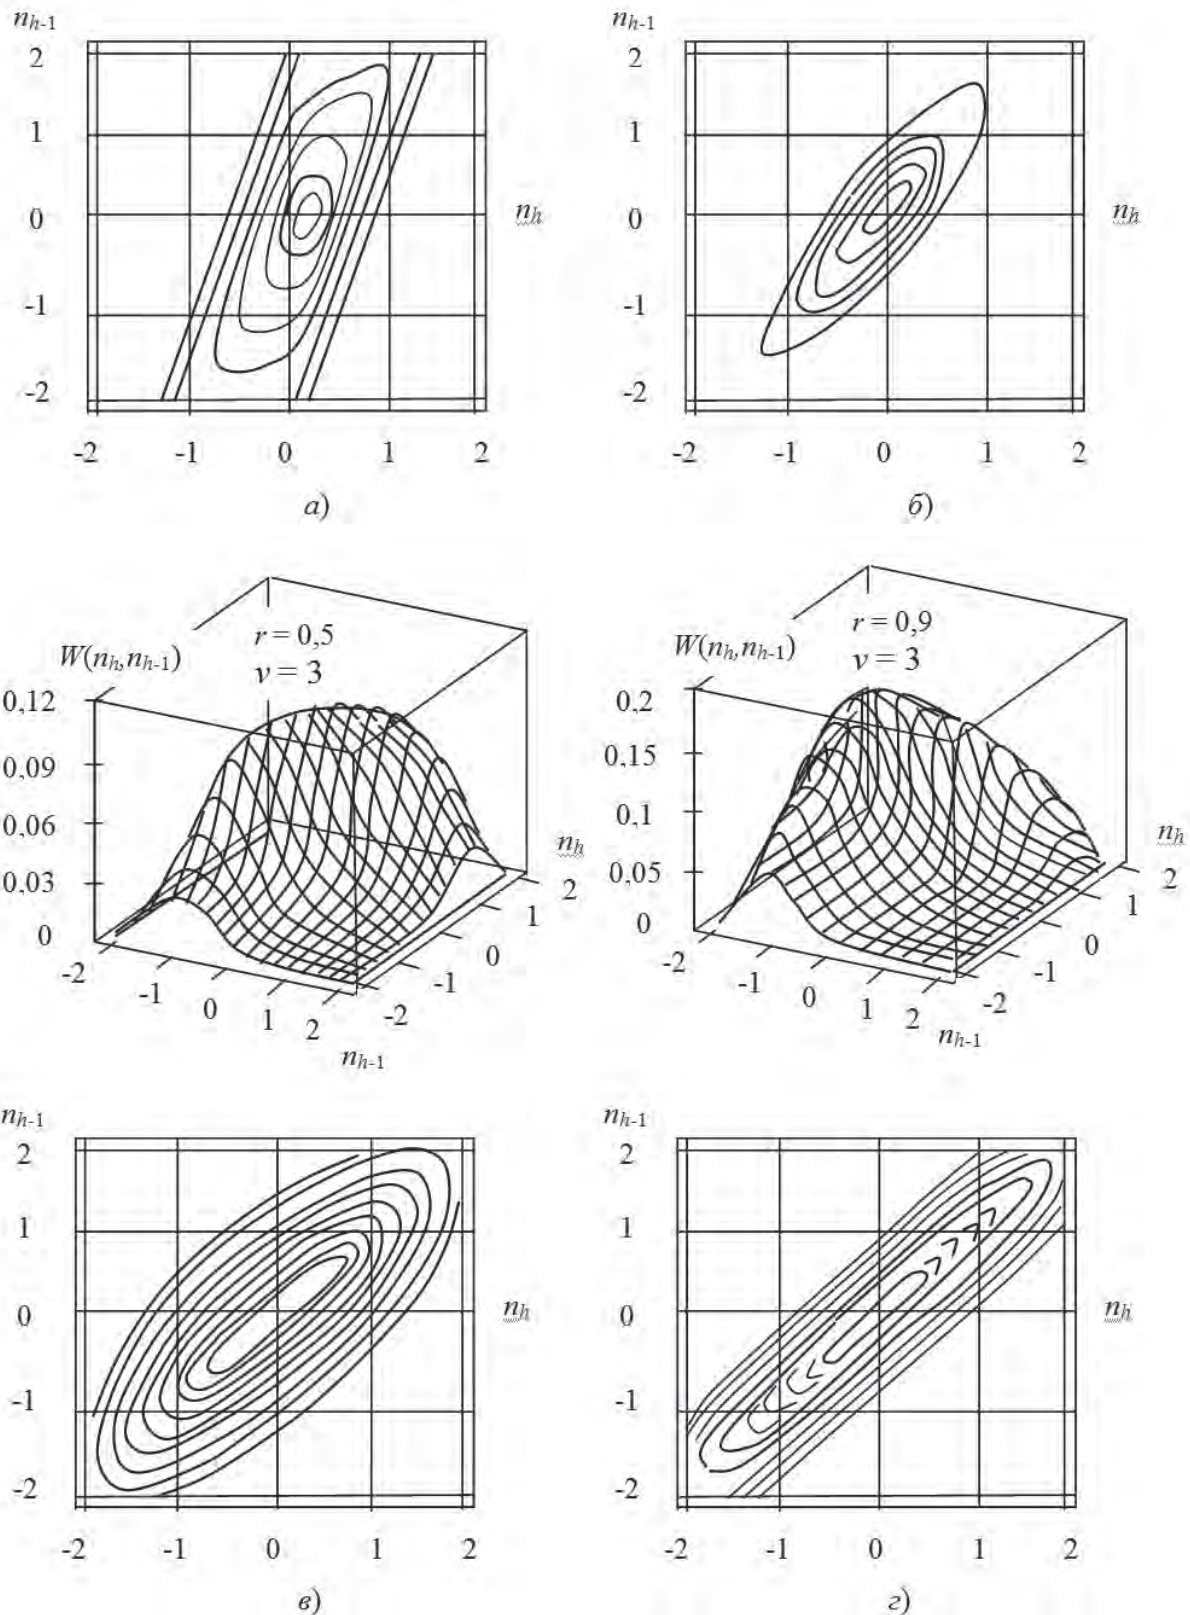 n_{h-1}
2
1
0
-1
-2
-2 -1 0 1 2
n_h
а)
n_{h-1}
2
1
0
-1
-2
-2 -1 0 1 2
n_h
б)
W(n_h,n_{h-1})
r = 0,5
v = 3
0,12
0,09
0,06
0,03
0
-2 -1 0 1 2
n_{h-1}
-2 -1 0 1 2
n_h
W(n_h,n_{h-1})
r = 0,9
v = 3
0,2
0,15
0,1
0,05
0
-2 -1 0 1 2
n_{h-1}
-2 -1 0 1 2
n_h
n_{h-1}
2
1
0
-1
-2
-2 -1 0 1 2
n_h
в)
n_{h-1}
2
1
0
-1
-2
-2 -1 0 1 2
n_h
г)